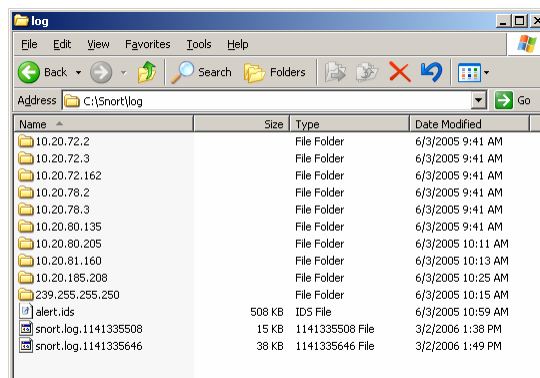 log
File Edit View Favorites Tools Help
Back Search Folders
Address C:\Snort\log Go
Name Size Type Date Modified
10.20.72.2 File Folder 6/3/2005 9:41 AM
10.20.72.3 File Folder 6/3/2005 9:41 AM
10.20.72.162 File Folder 6/3/2005 9:41 AM
10.20.78.2 File Folder 6/3/2005 9:41 AM
10.20.78.3 File Folder 6/3/2005 9:41 AM
10.20.80.135 File Folder 6/3/2005 9:41 AM
10.20.80.205 File Folder 6/3/2005 10:11 AM
10.20.81.160 File Folder 6/3/2005 10:13 AM
10.20.185.208 File Folder 6/3/2005 10:25 AM
239.255.255.250 File Folder 6/3/2005 10:15 AM
alert.ids 508 KB IDS File 6/3/2005 10:59 AM
snort.log.1141335508 15 KB 1141335508 File 3/2/2006 1:38 PM
snort.log.1141335646 38 KB 1141335646 File 3/2/2006 1:49 PM